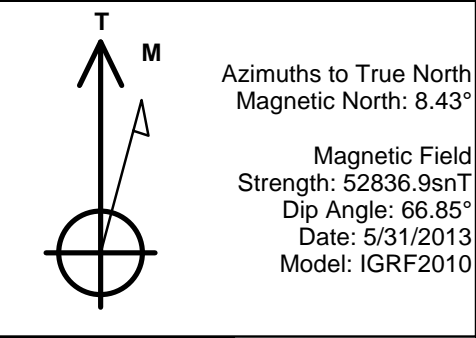 T
M
Azimuths to True North
Magnetic North: 8.43°
Magnetic Field
Strength: 52836.9snT
Dip Angle: 66.85°
Date: 5/31/2013
Model: IGRF2010